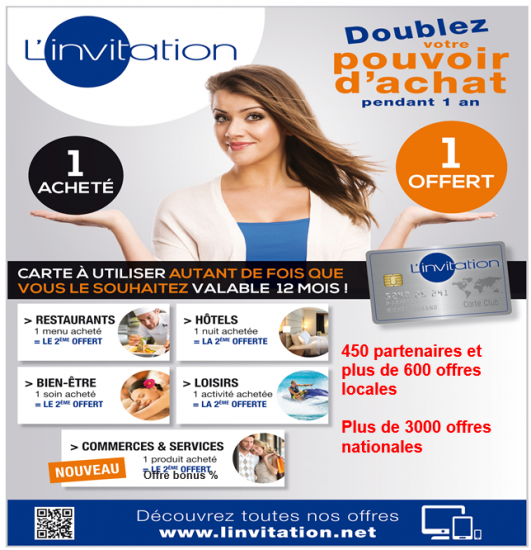 L'invitation
Doublez
votre
pouvoir
d'achat
pendant 1 an
1
ACHETÉ
1
OFFERT
CARTE À UTILISER AUTANT DE FOIS QUE
VOUS LE SOUHAITEZ VALABLE 12 MOIS !
L'invitation
Carte Club
> RESTAURANTS
1 menu acheté
= LE 2ÈME OFFERT
> HÔTELS
1 nuit achetée
= LA 2ÈME OFFERTE
> BIEN-ÊTRE
1 soin acheté
= LE 2ÈME OFFERT
> LOISIRS
1 activité achetée
= LA 2ÈME OFFERTE
450 partenaires et
plus de 600 offres
locales
Plus de 3000 offres
nationales
> COMMERCES & SERVICES
1 produit acheté
= LE 2ÈME OFFERT
Offre bonus %
NOUVEAU
Découvrez toutes nos offres
www.linvitation.net